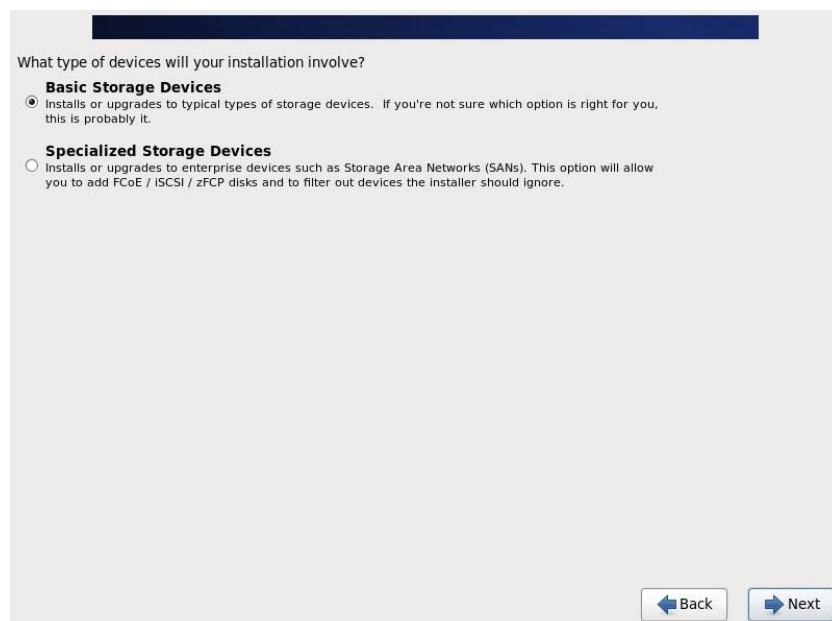 What type of devices will your installation involve?
Basic Storage Devices
Installs or upgrades to typical types of storage devices.  If you're not sure which option is right for you,
this is probably it.
Specialized Storage Devices
Installs or upgrades to enterprise devices such as Storage Area Networks (SANs). This option will allow
you to add FCoE / iSCSI / zFCP disks and to filter out devices the installer should ignore.
Back
Next